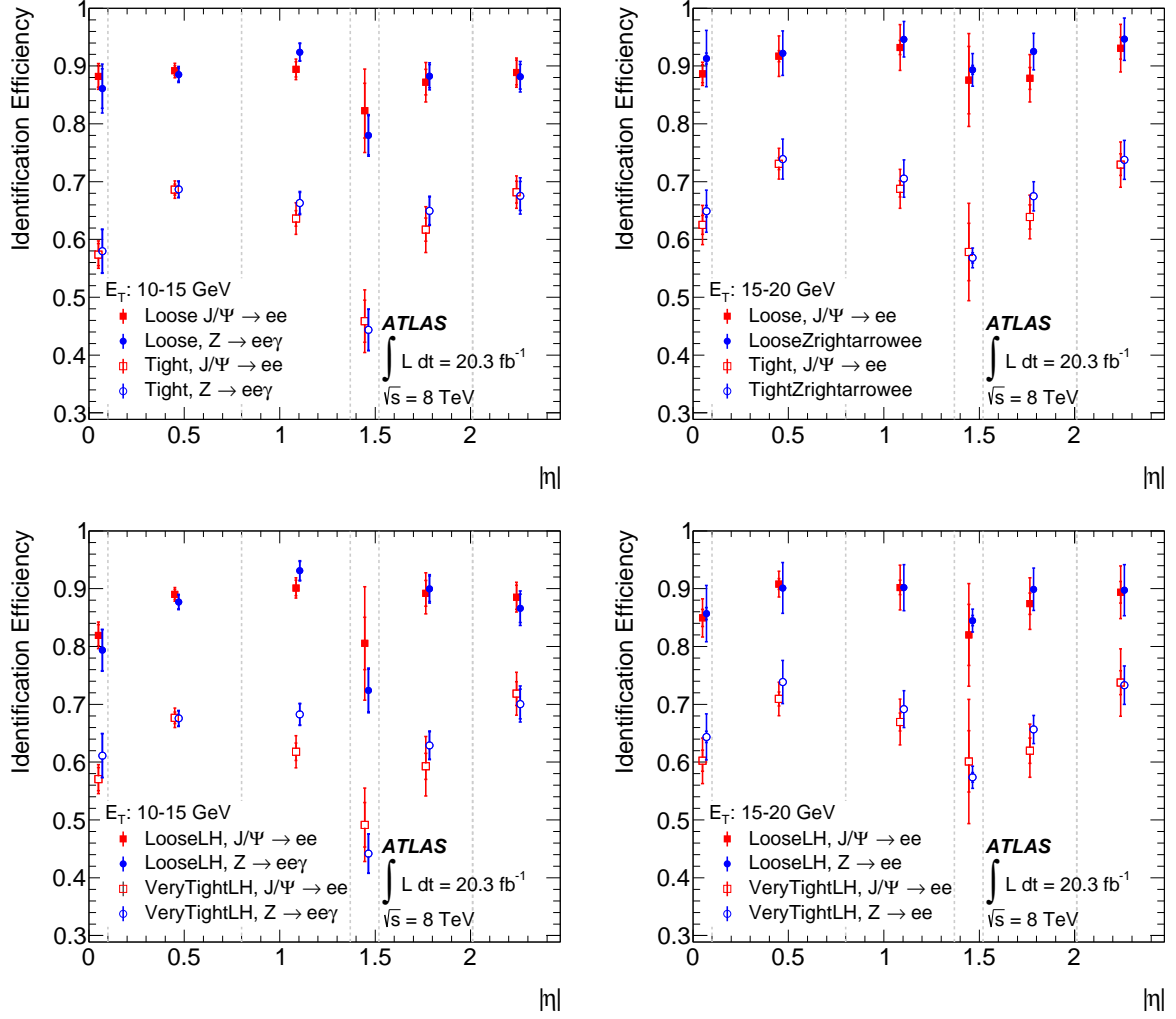 Identification Efficiency
1
0.9
0.8
0.7
0.6
0.5
0.4
0.3
E_T: 10-15 GeV
Loose J/Ψ → ee
Loose, Z → eeγ
Tight, J/Ψ → ee
Tight, Z → eeγ
ATLAS
∫ L dt = 20.3 fb⁻¹
√s = 8 TeV
0 0.5 1 1.5 2
|η|
Identification Efficiency
1
0.9
0.8
0.7
0.6
0.5
0.4
0.3
E_T: 15-20 GeV
Loose, J/Ψ → ee
LooseZrightarrowee
Tight, J/Ψ → ee
TightZrightarrowee
ATLAS
∫ L dt = 20.3 fb⁻¹
√s = 8 TeV
0 0.5 1 1.5 2
|η|
Identification Efficiency
1
0.9
0.8
0.7
0.6
0.5
0.4
0.3
E_T: 10-15 GeV
LooseLH, J/Ψ → ee
LooseLH, Z → eeγ
VeryTightLH, J/Ψ → ee
VeryTightLH, Z → eeγ
ATLAS
∫ L dt = 20.3 fb⁻¹
√s = 8 TeV
0 0.5 1 1.5 2
|η|
Identification Efficiency
1
0.9
0.8
0.7
0.6
0.5
0.4
0.3
E_T: 15-20 GeV
LooseLH, J/Ψ → ee
LooseLH, Z → ee
VeryTightLH, J/Ψ → ee
VeryTightLH, Z → ee
ATLAS
∫ L dt = 20.3 fb⁻¹
√s = 8 TeV
0 0.5 1 1.5 2
|η|